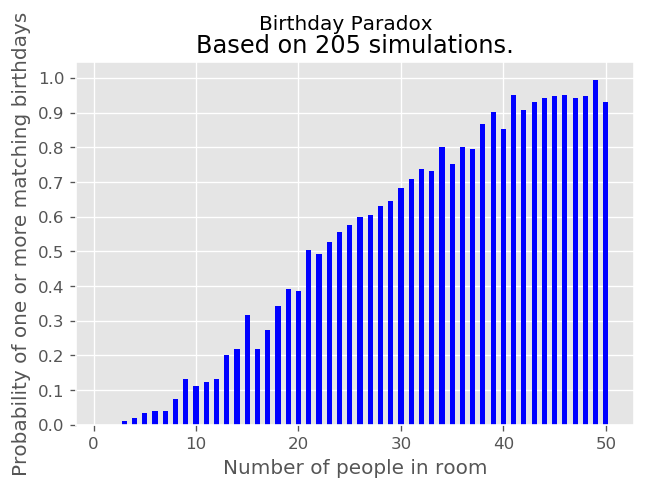 Birthday Paradox
Based on 205 simulations.
Probability of one or more matching birthdays
1.0
0.9
0.8
0.7
0.6
0.5
0.4
0.3
0.2
0.1
0.0
0 10 20 30 40 50
Number of people in room